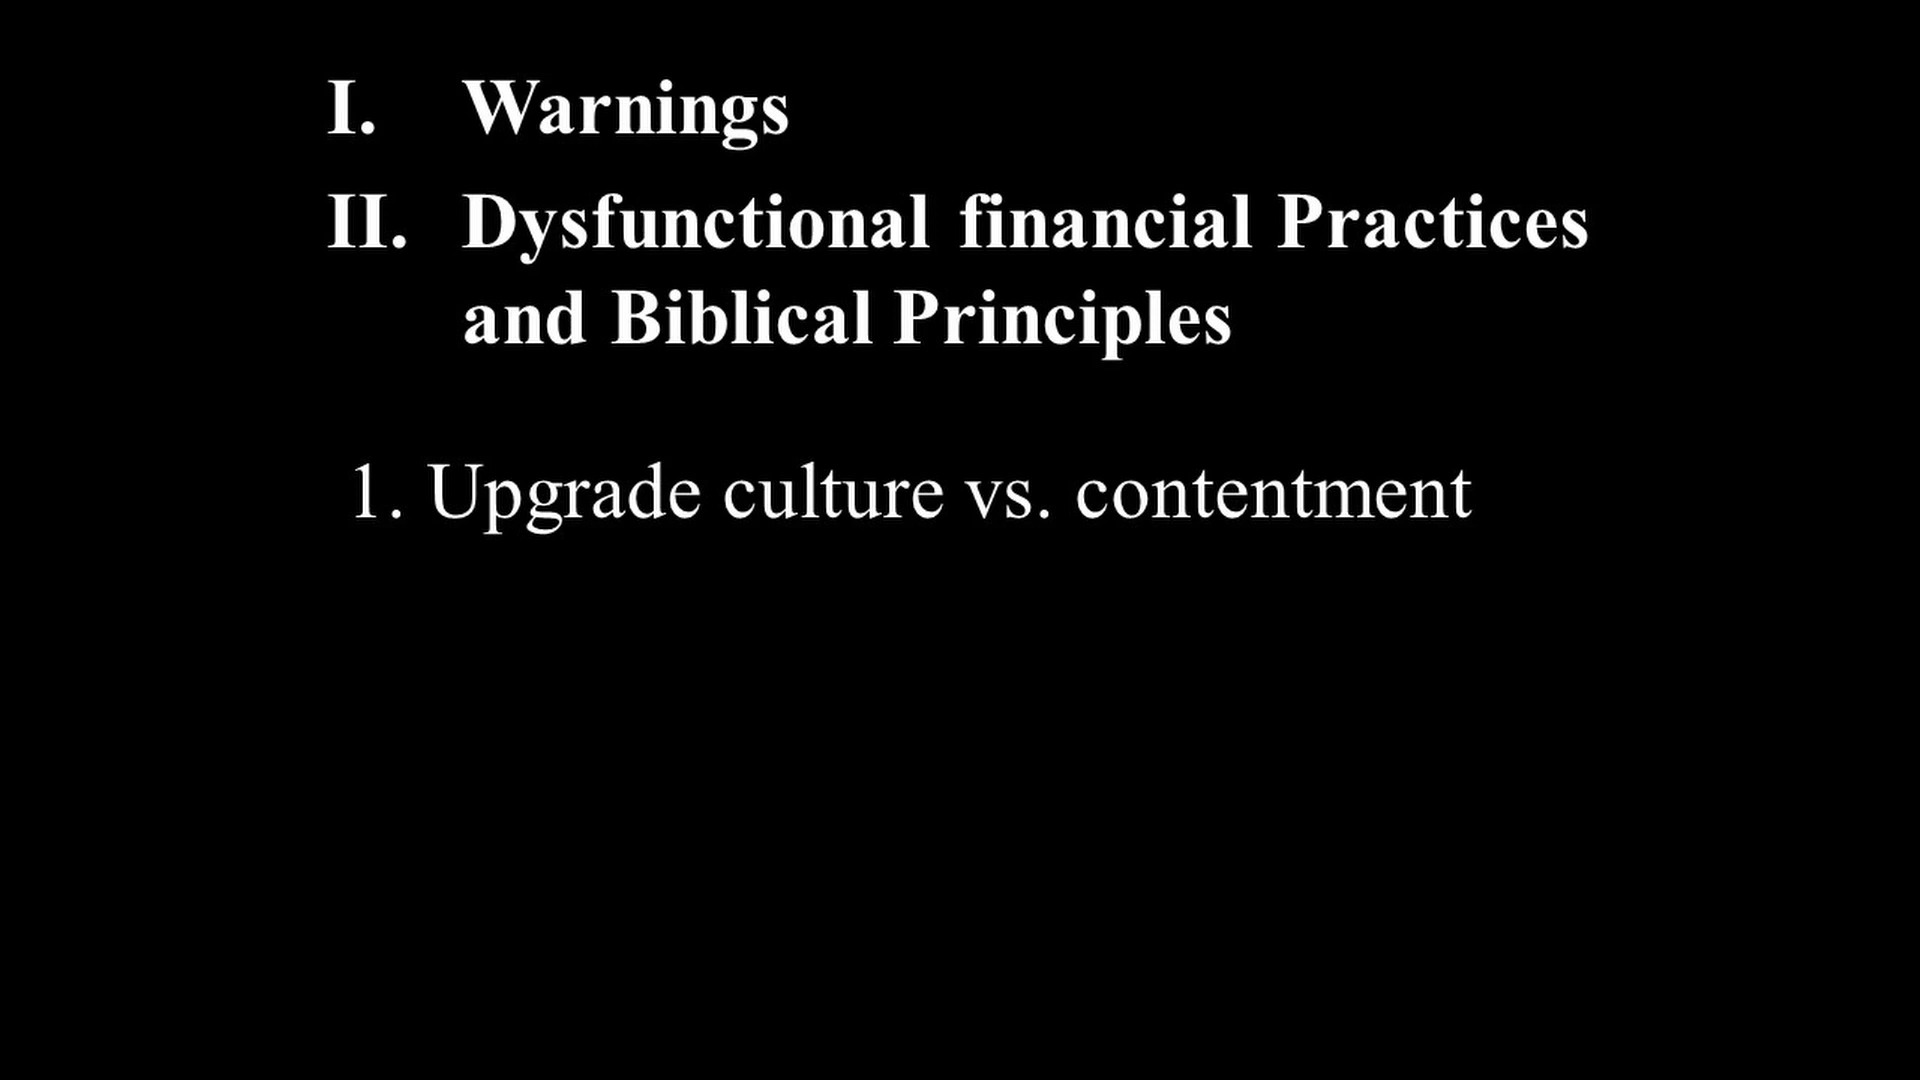 I. Warnings
II. Dysfunctional financial Practices
and Biblical Principles
1. Upgrade culture vs. contentment